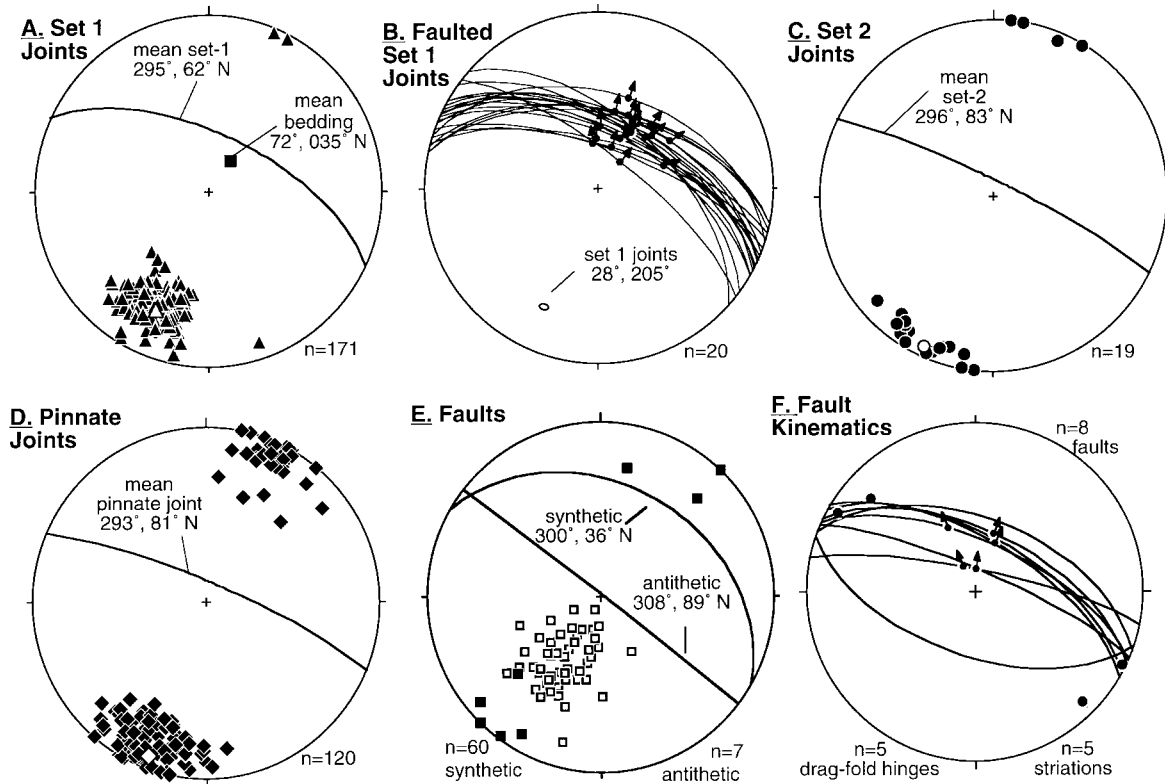 A. Set 1
Joints
mean set-1
295°, 62° N
mean
bedding
72°, 035° N
n=171
B. Faulted
Set 1
Joints
set 1 joints
28°, 205°
n=20
C. Set 2
Joints
mean
set-2
296°, 83° N
n=19
D. Pinnate
Joints
mean
pinnate joint
293°, 81° N
n=120
E. Faults
synthetic
300°, 36° N
antithetic
308°, 89° N
n=60
synthetic
n=7
antithetic
F. Fault
Kinematics
n=8
faults
n=5
drag-fold hinges
n=5
striations